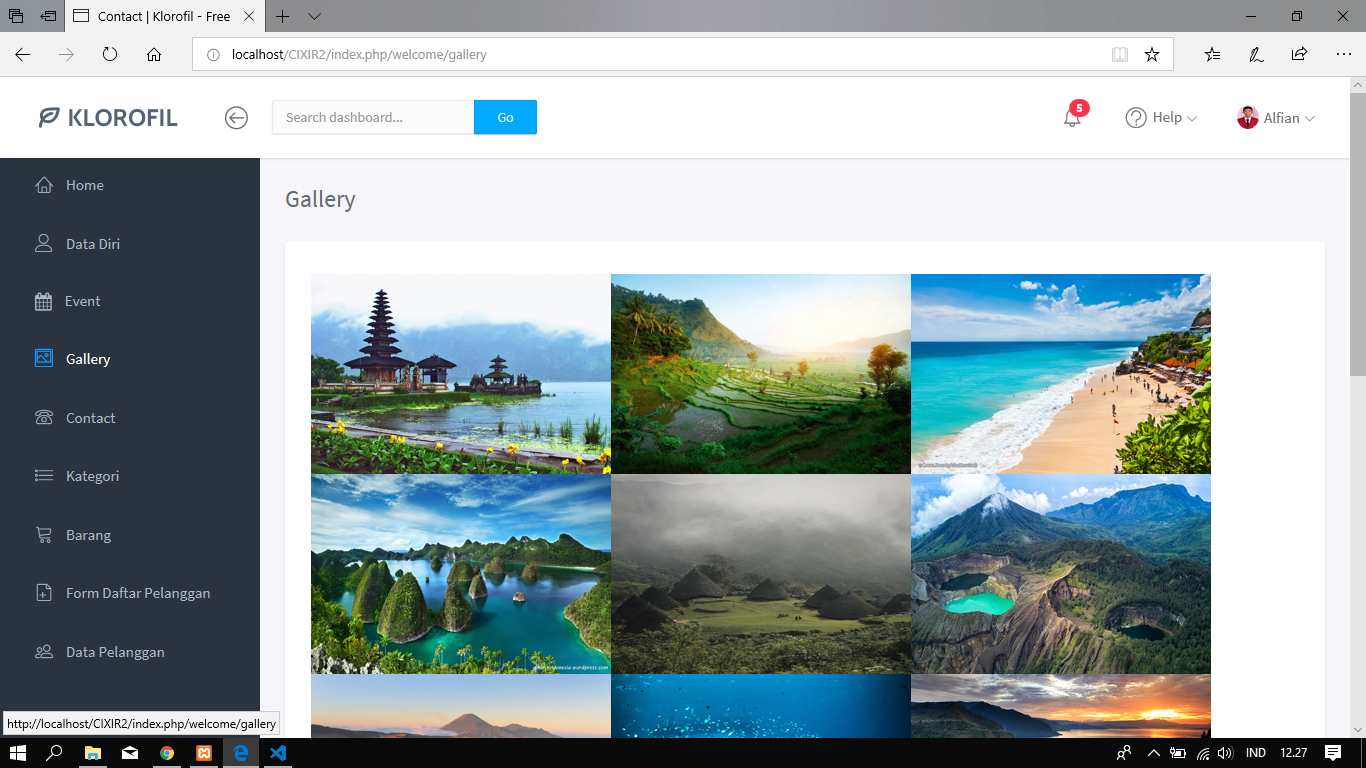 Contact | Klorofil - Free
localhost/CIXIR2/index.php/welcome/gallery
KLOROFIL
Search dashboard...
Go
5
Help
Alfian
Home
Data Diri
Event
Gallery
Contact
Kategori
Barang
Form Daftar Pelanggan
Data Pelanggan
Gallery
http://localhost/CIXIR2/index.php/welcome/gallery
IND
12.27